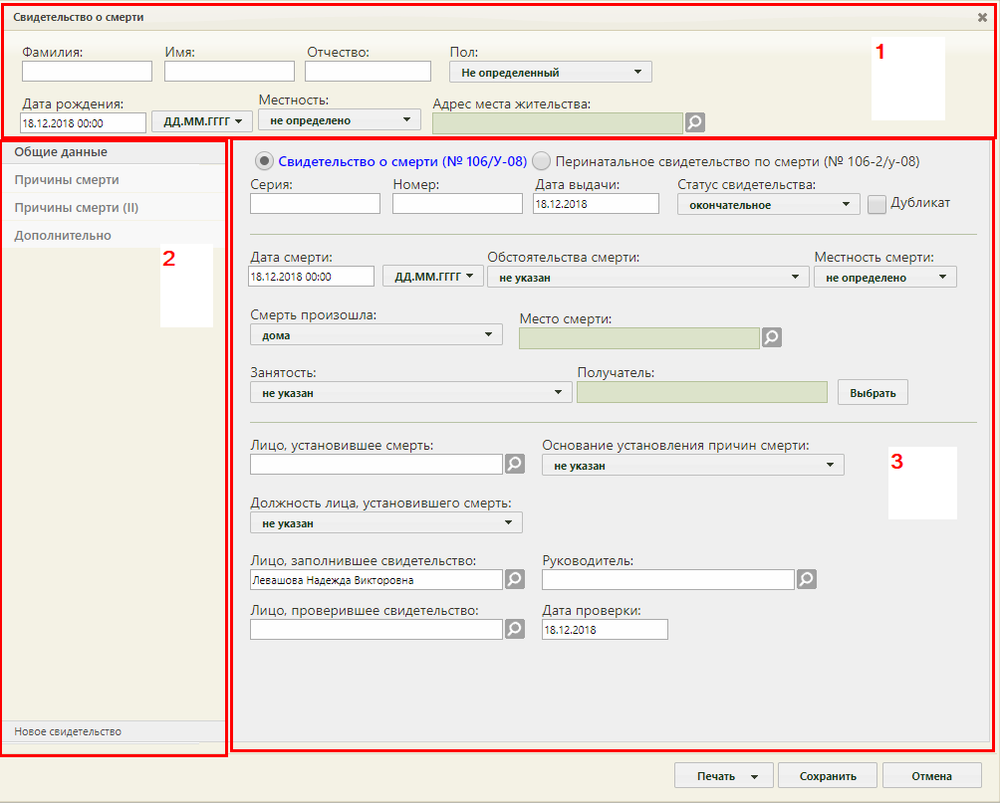 Свидетельство о смерти
Фамилия: Имя: Отчество: Пол:
Не определенный
1
Дата рождения: Местность: Адрес места жительства:
18.12.2018 00:00 ДД.ММ.ГГГГ не определено
Общие данные
Причины смерти
Причины смерти (II)
Дополнительно
2
Новое свидетельство
Свидетельство о смерти (№ 106/У-08) Перинатальное свидетельство по смерти (№ 106-2/у-08)
Серия: Номер: Дата выдачи: Статус свидетельства:
18.12.2018 окончательное Дубликат
Дата смерти: Обстоятельства смерти: Местность смерти:
18.12.2018 00:00 ДД.ММ.ГГГГ не указан не определено
Смерть произошла: Место смерти:
дома
Занятость: Получатель:
не указан Выбрать
Лицо, установившее смерть: Основание установления причин смерти:
не указан
3
Должность лица, установившего смерть:
не указан
Лицо, заполнившее свидетельство: Руководитель:
Левашова Надежда Викторовна
Лицо, проверившее свидетельство: Дата проверки:
18.12.2018
Печать Сохранить Отмена